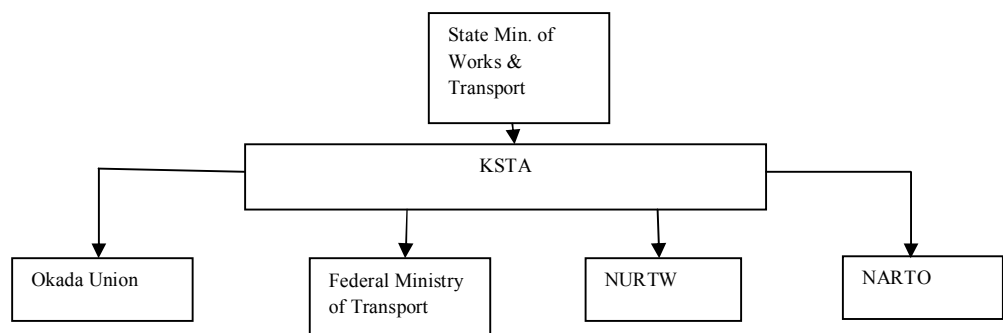 State Min. of
Works &
Transport
KSTA
Okada Union
Federal Ministry
of Transport
NURTW
NARTO